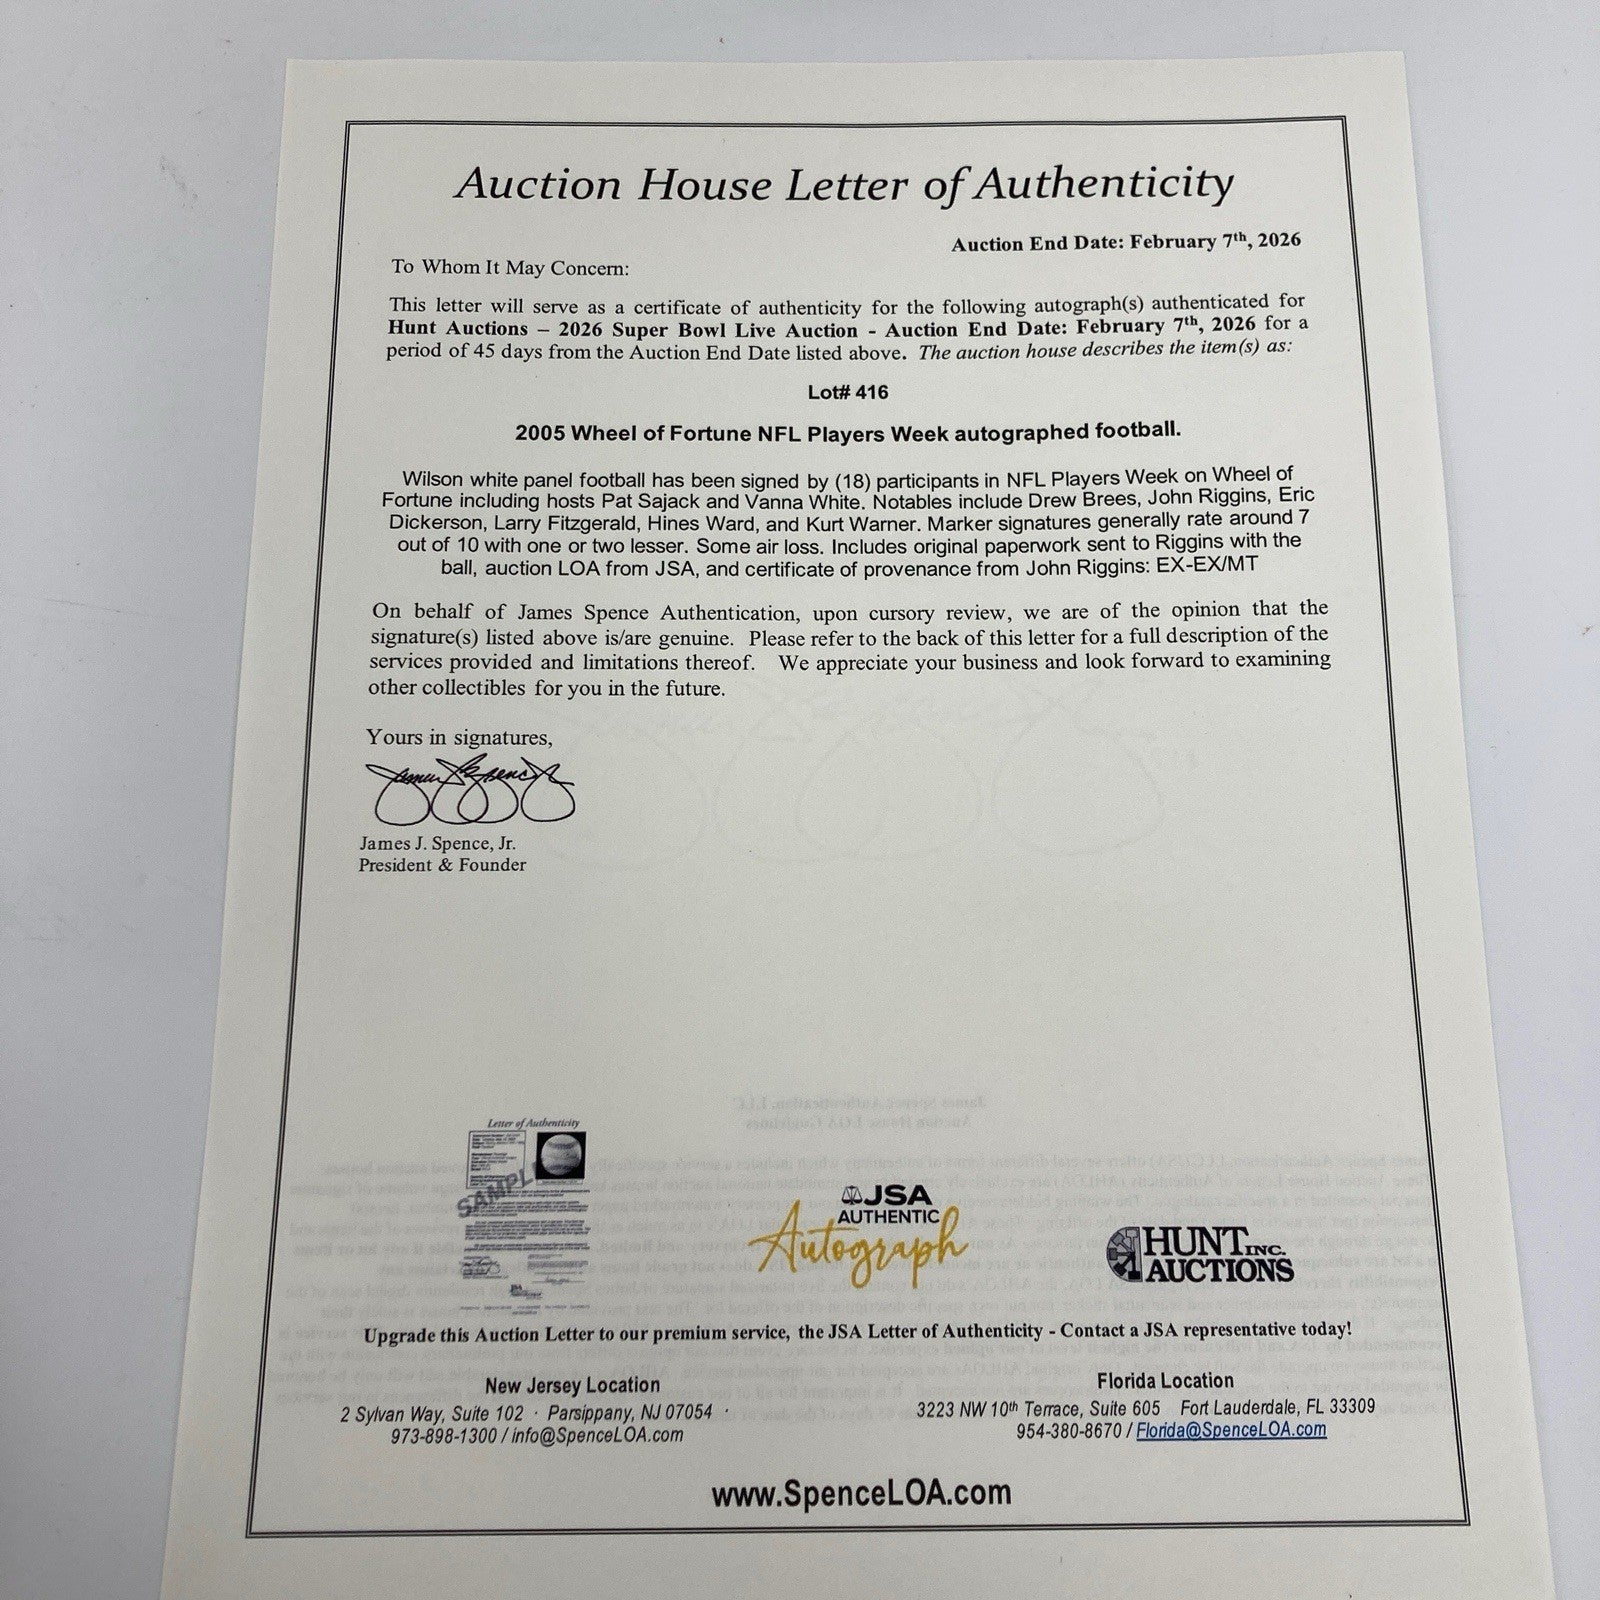 Auction House Letter of Authenticity
Auction End Date: February 7th, 2026
To Whom It May Concern:
This letter will serve as a certificate of authenticity for the following autograph(s) authenticated for
Hunt Auctions – 2026 Super Bowl Live Auction - Auction End Date: February 7th, 2026 for a
period of 45 days from the Auction End Date listed above. The auction house describes the item(s) as:
Lot# 416
2005 Wheel of Fortune NFL Players Week autographed football.
Wilson white panel football has been signed by (18) participants in NFL Players Week on Wheel of
Fortune including hosts Pat Sajack and Vanna White. Notables include Drew Brees, John Riggins, Eric
Dickerson, Larry Fitzgerald, Hines Ward, and Kurt Warner. Marker signatures generally rate around 7
out of 10 with one or two lesser. Some air loss. Includes original paperwork sent to Riggins with the
ball, auction LOA from JSA, and certificate of provenance from John Riggins: EX-EX/MT
On behalf of James Spence Authentication, upon cursory review, we are of the opinion that the
signature(s) listed above is/are genuine. Please refer to the back of this letter for a full description of the
services provided and limitations thereof. We appreciate your business and look forward to examining
other collectibles for you in the future.
Yours in signatures,
James J. Spence, Jr.
President & Founder
Letter of Authenticity
SAMPLE
JSA
AUTHENTIC
Autograph
HUNT INC.
AUCTIONS
Upgrade this Auction Letter to our premium service, the JSA Letter of Authenticity - Contact a JSA representative today!
New Jersey Location
2 Sylvan Way, Suite 102 · Parsippany, NJ 07054 ·
973-898-1300 / info@SpenceLOA.com
Florida Location
3223 NW 10th Terrace, Suite 605 Fort Lauderdale, FL 33309
954-380-8670 / Florida@SpenceLOA.com
www.SpenceLOA.com